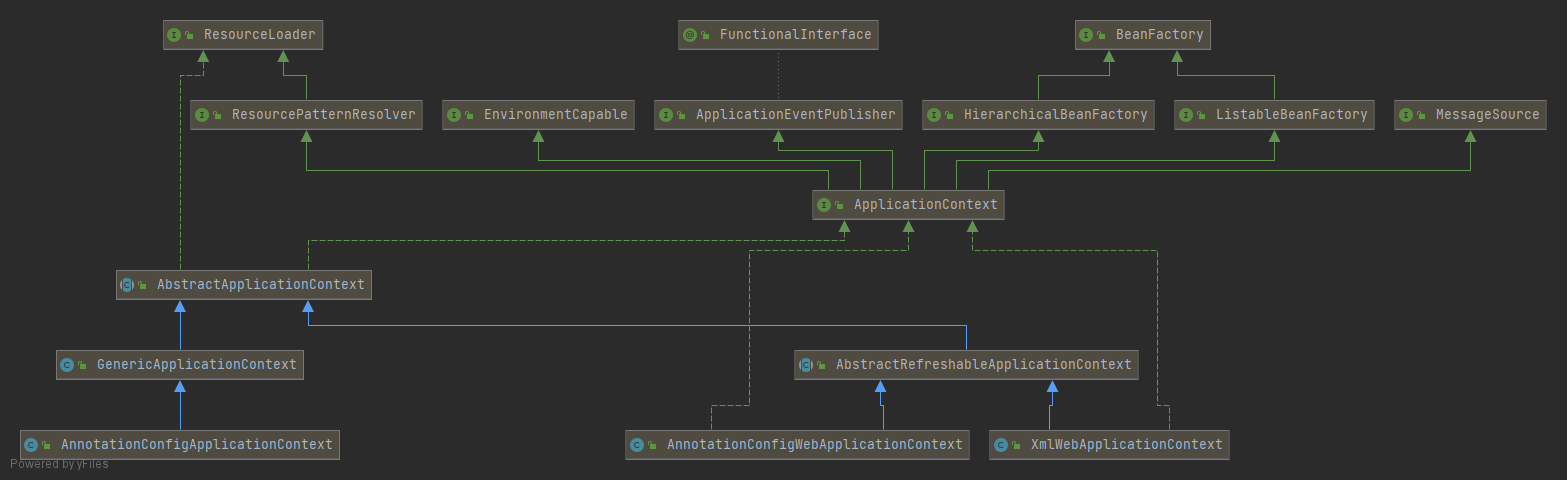 ResourceLoader
FunctionalInterface
BeanFactory
ResourcePatternResolver
EnvironmentCapable
ApplicationEventPublisher
HierarchicalBeanFactory
ListableBeanFactory
MessageSource
ApplicationContext
AbstractApplicationContext
GenericApplicationContext
AbstractRefreshableApplicationContext
AnnotationConfigApplicationContext
AnnotationConfigWebApplicationContext
XmlWebApplicationContext
Powered by yFiles